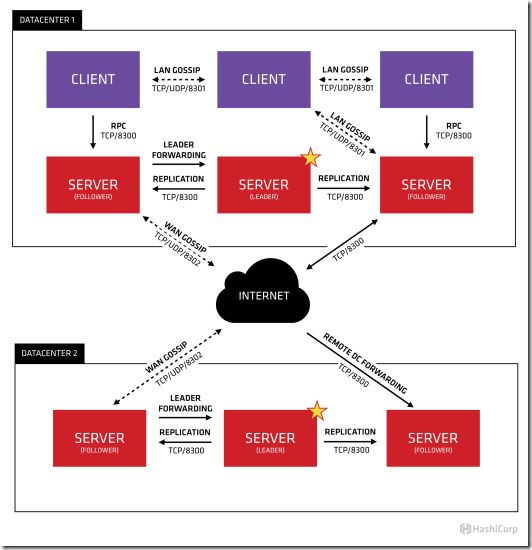 DATACENTER 1
CLIENT
LAN GOSSIP
TCP/UDP/8301
CLIENT
LAN GOSSIP
TCP/UDP/8301
CLIENT
RPC
TCP/8300
LAN GOSSIP
TCP/UDP/8301
RPC
TCP/8300
SERVER
(FOLLOWER)
LEADER
FORWARDING
REPLICATION
TCP/8300
SERVER
(LEADER)
REPLICATION
TCP/8300
SERVER
(FOLLOWER)
WAN GOSSIP
TCP/UDP/8302
TCP/8300
INTERNET
DATACENTER 2
WAN GOSSIP
TCP/UDP/8302
REMOTE DC FORWARDING
TCP/8300
SERVER
(FOLLOWER)
LEADER
FORWARDING
REPLICATION
TCP/8300
SERVER
(LEADER)
REPLICATION
TCP/8300
SERVER
(FOLLOWER)
HashiCorp